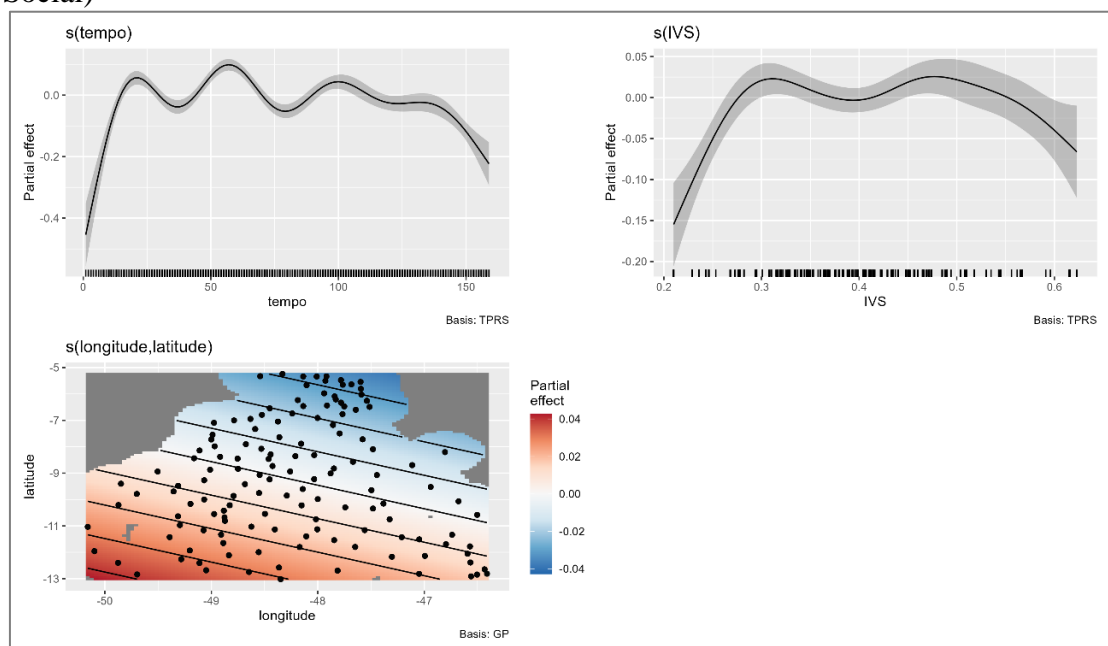 Social)
s(tempo)
0.0
-0.2
-0.4
Partial effect
0
50
100
150
tempo
Basis: TPRS
s(IVS)
0.05
0.00
-0.05
-0.10
-0.15
-0.20
Partial effect
0.2
0.3
0.4
0.5
0.6
IVS
Basis: TPRS
s(longitude,latitude)
-5
-7
-9
-11
-13
latitude
-50
-49
-48
-47
longitude
Basis: GP
Partial
effect
0.04
0.02
0.00
-0.02
-0.04